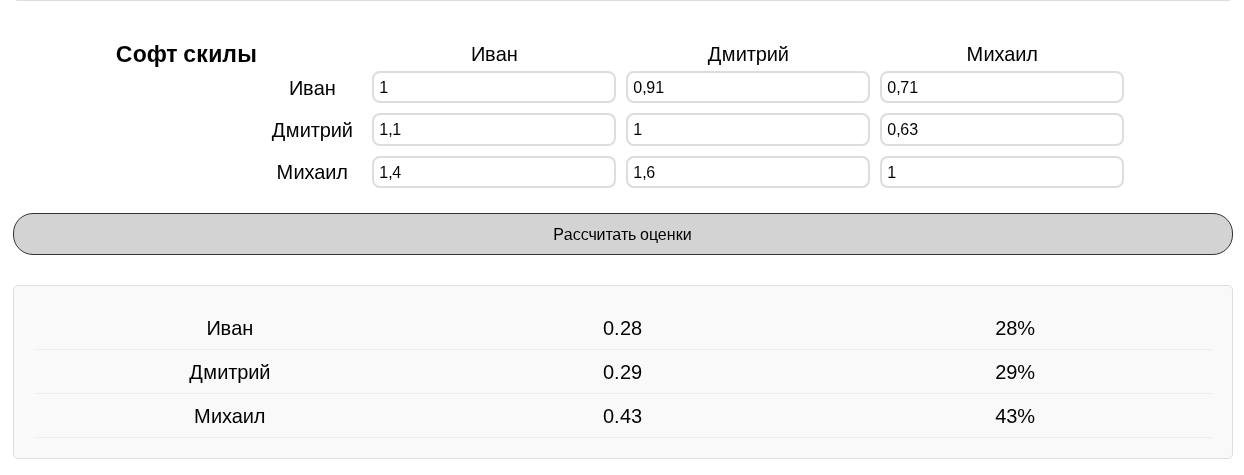 Софт скилы Иван Дмитрий Михаил
Иван 1 0,91 0,71
Дмитрий 1,1 1 0,63
Михаил 1,4 1,6 1
Рассчитать оценки
Иван 0.28 28%
Дмитрий 0.29 29%
Михаил 0.43 43%